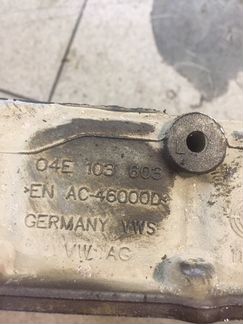 04E 103 603
>EN AC-46000D<
GERMANY VWS
VW AG